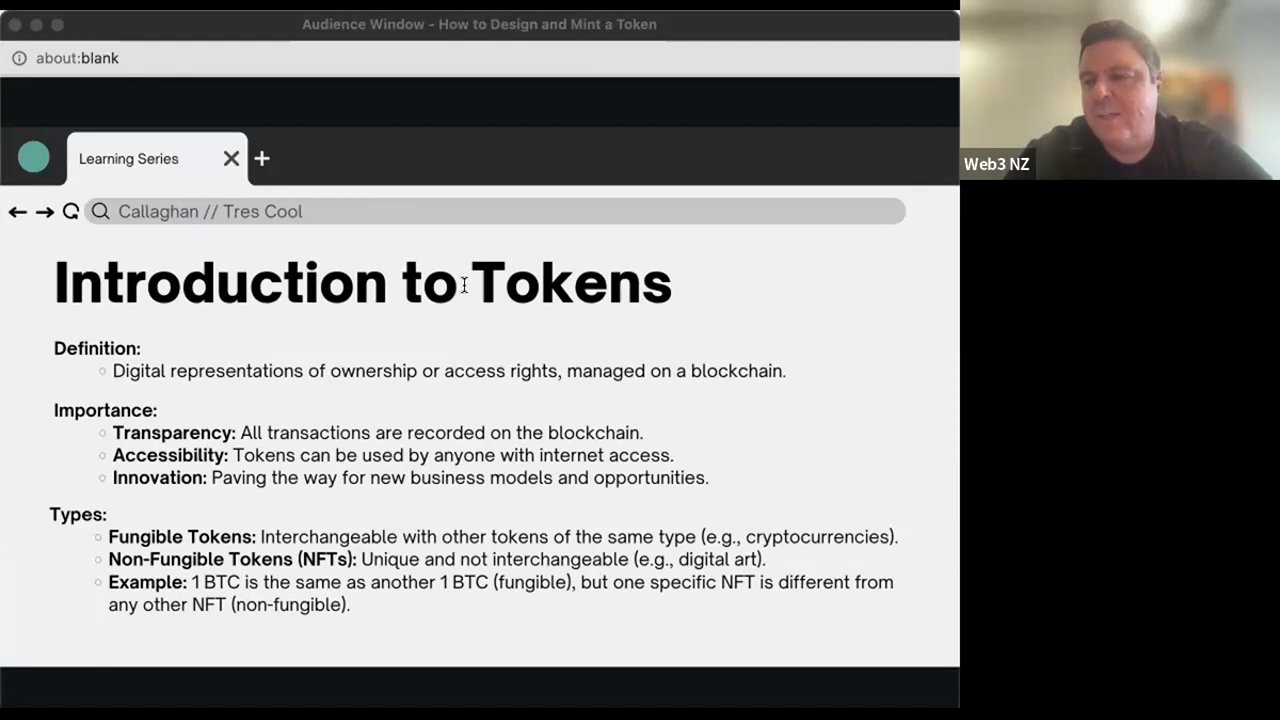 Audience Window - How to Design and Mint a Token
about:blank
Learning Series
Callaghan // Tres Cool
Introduction to Tokens
Definition:
Digital representations of ownership or access rights, managed on a blockchain.
Importance:
Transparency: All transactions are recorded on the blockchain.
Accessibility: Tokens can be used by anyone with internet access.
Innovation: Paving the way for new business models and opportunities.
Types:
Fungible Tokens: Interchangeable with other tokens of the same type (e.g., cryptocurrencies).
Non-Fungible Tokens (NFTs): Unique and not interchangeable (e.g., digital art).
Example: 1 BTC is the same as another 1 BTC (fungible), but one specific NFT is different from
any other NFT (non-fungible).
Web3 NZ